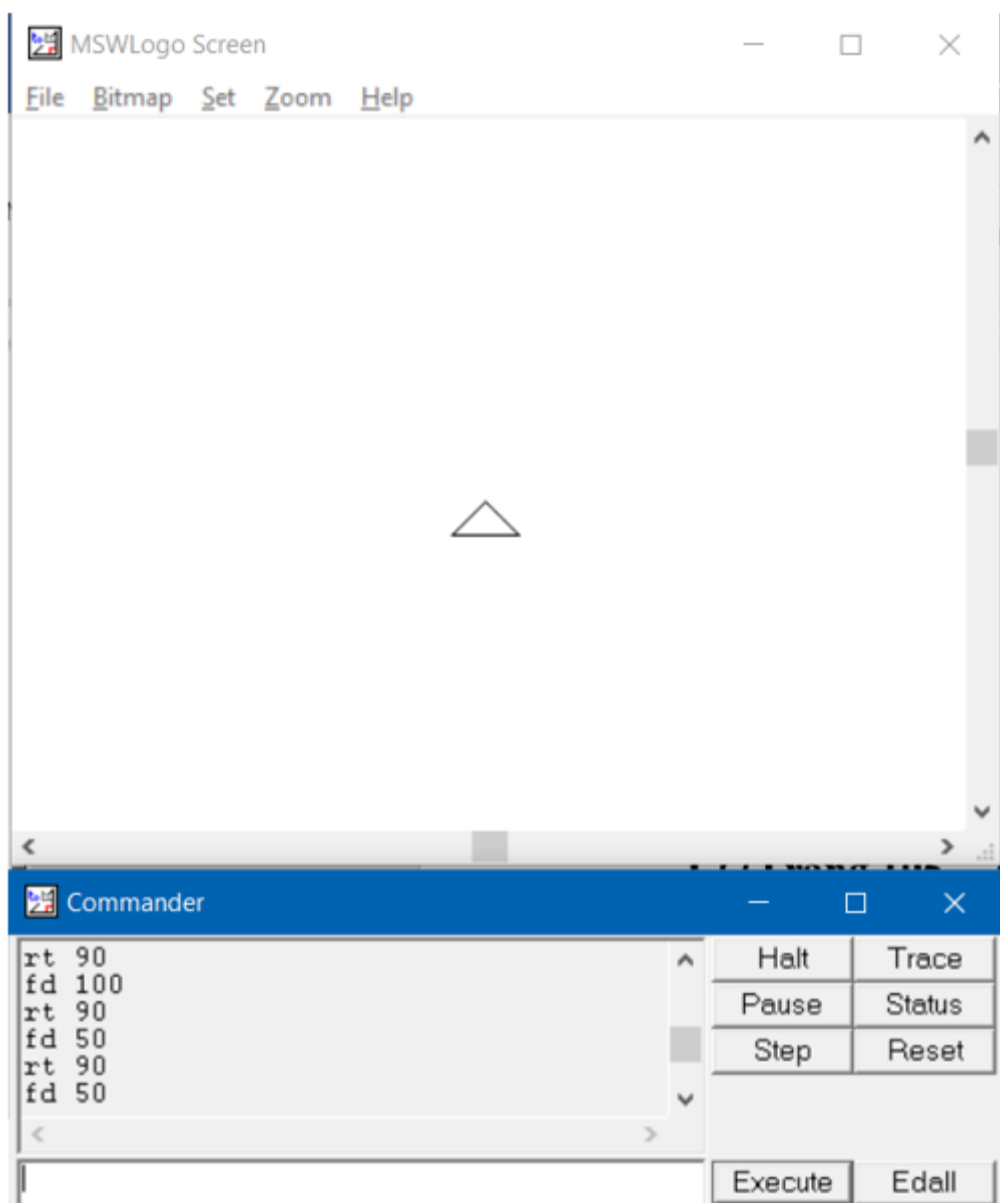 MSWLogo Screen
File Bitmap Set Zoom Help
Commander
rt 90
fd 100
rt 90
fd 50
rt 90
fd 50
Halt Trace
Pause Status
Step Reset
Execute Edall